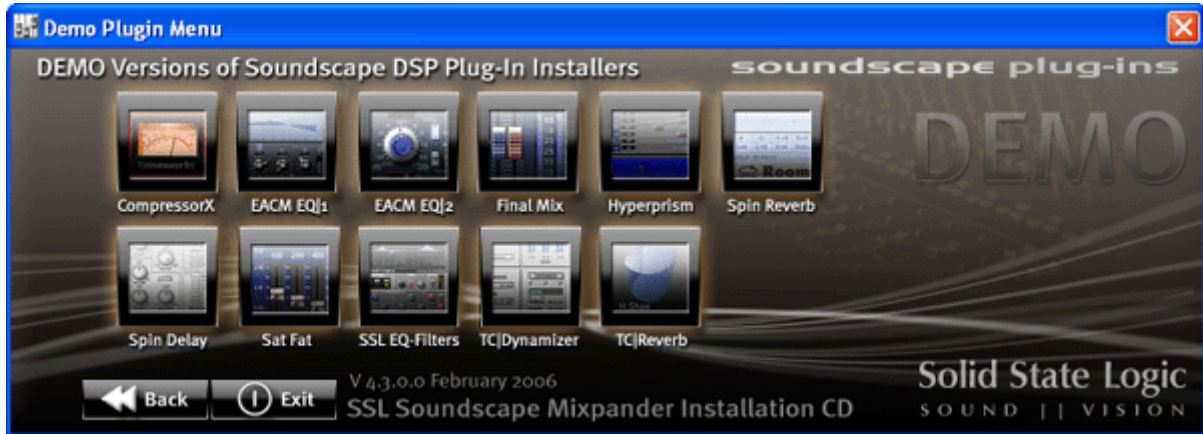 Demo Plugin Menu
DEMO Versions of Soundscape DSP Plug-In Installers
soundscape plug-ins
DEMO
CompressorX
EACM EQ|1
EACM EQ|2
Final Mix
Hyperprism
Room
Spin Reverb
Spin Delay
Sat Fat
SSL EQ-Filters
TC|Dynamizer
TC|Reverb
Back
Exit
V 4.3.0.0 February 2006
SSL Soundscape Mixpander Installation CD
Solid State Logic
SOUND || VISION